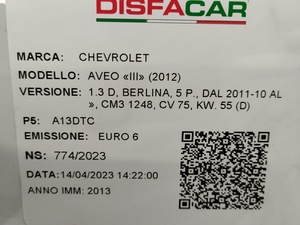 DISFACAR
MARCA: CHEVROLET
MODELLO: AVEO «III» (2012)
VERSIONE: 1.3 D, BERLINA, 5 P., DAL 2011-10 AL
», CM3 1248, CV 75, KW. 55 (D)
P5: A13DTC
EMISSIONE: EURO 6
NS: 774/2023
DATA: 14/04/2023 14:22:00
ANNO IMM: 2013